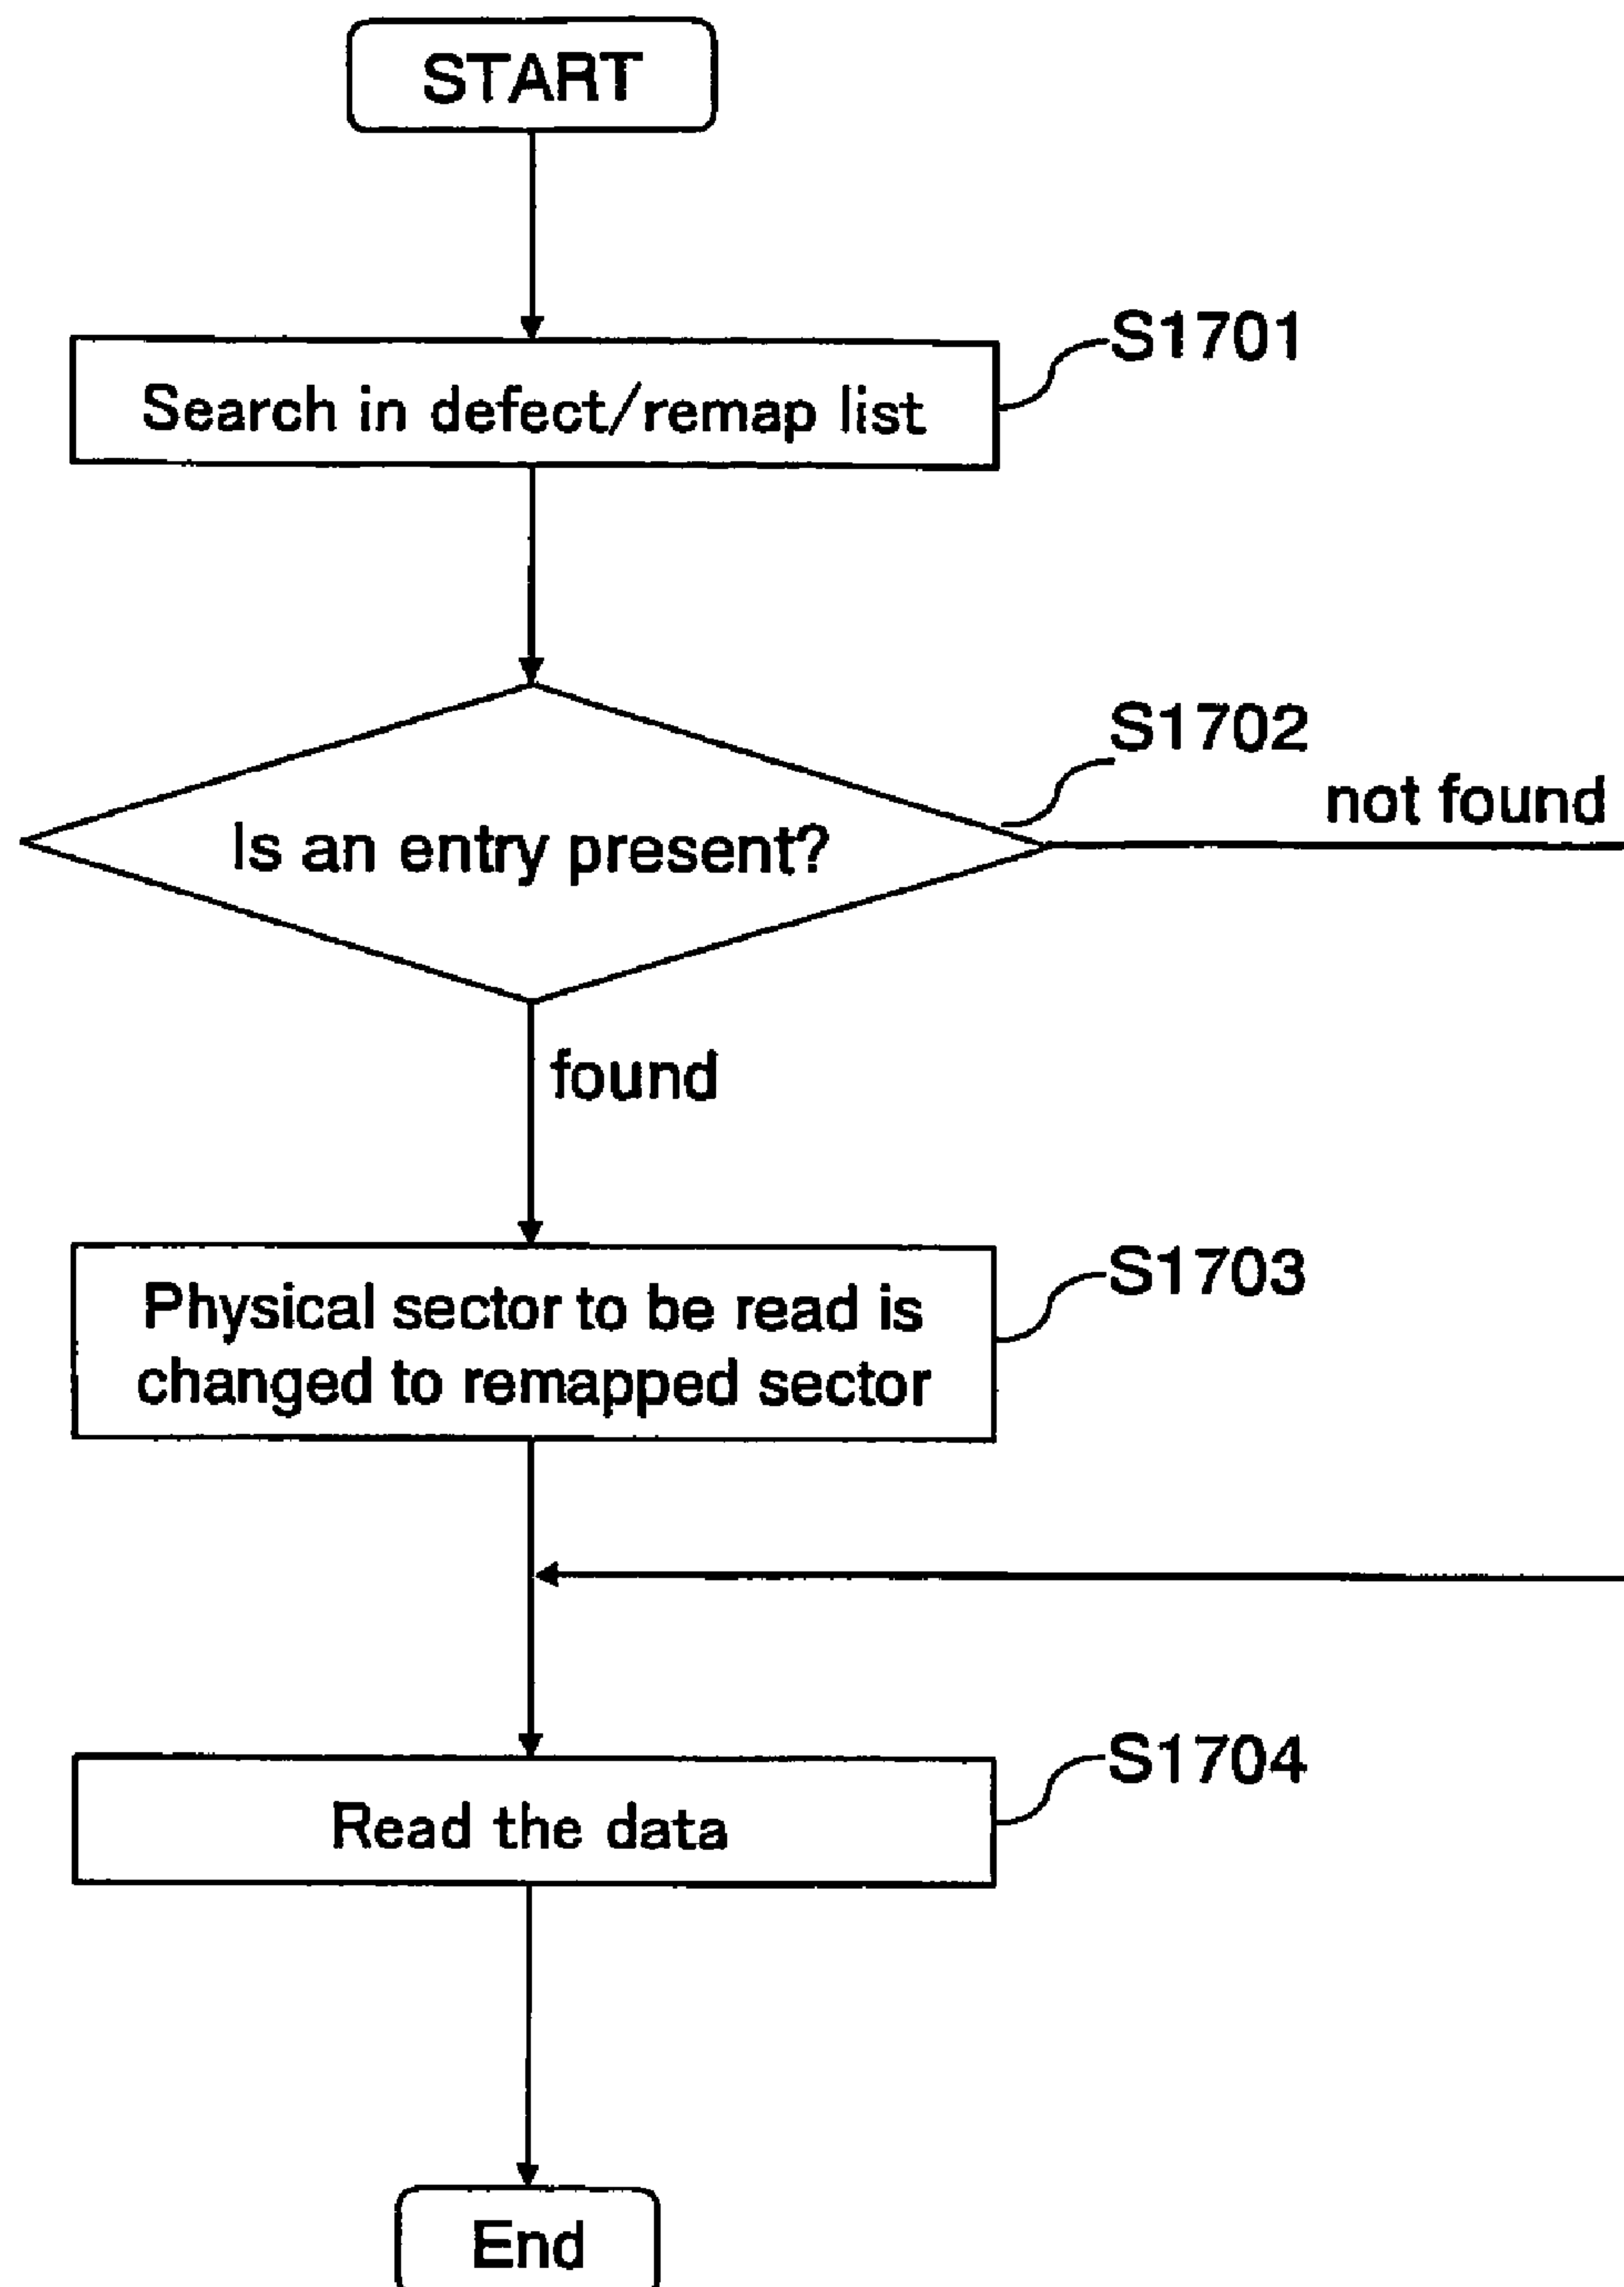 START
S1701
Search in defect/remap list
S1702
not found
Is an entry present?
found
S1703
Physical sector to be read is
changed to remapped sector
S1704
Read the data
End